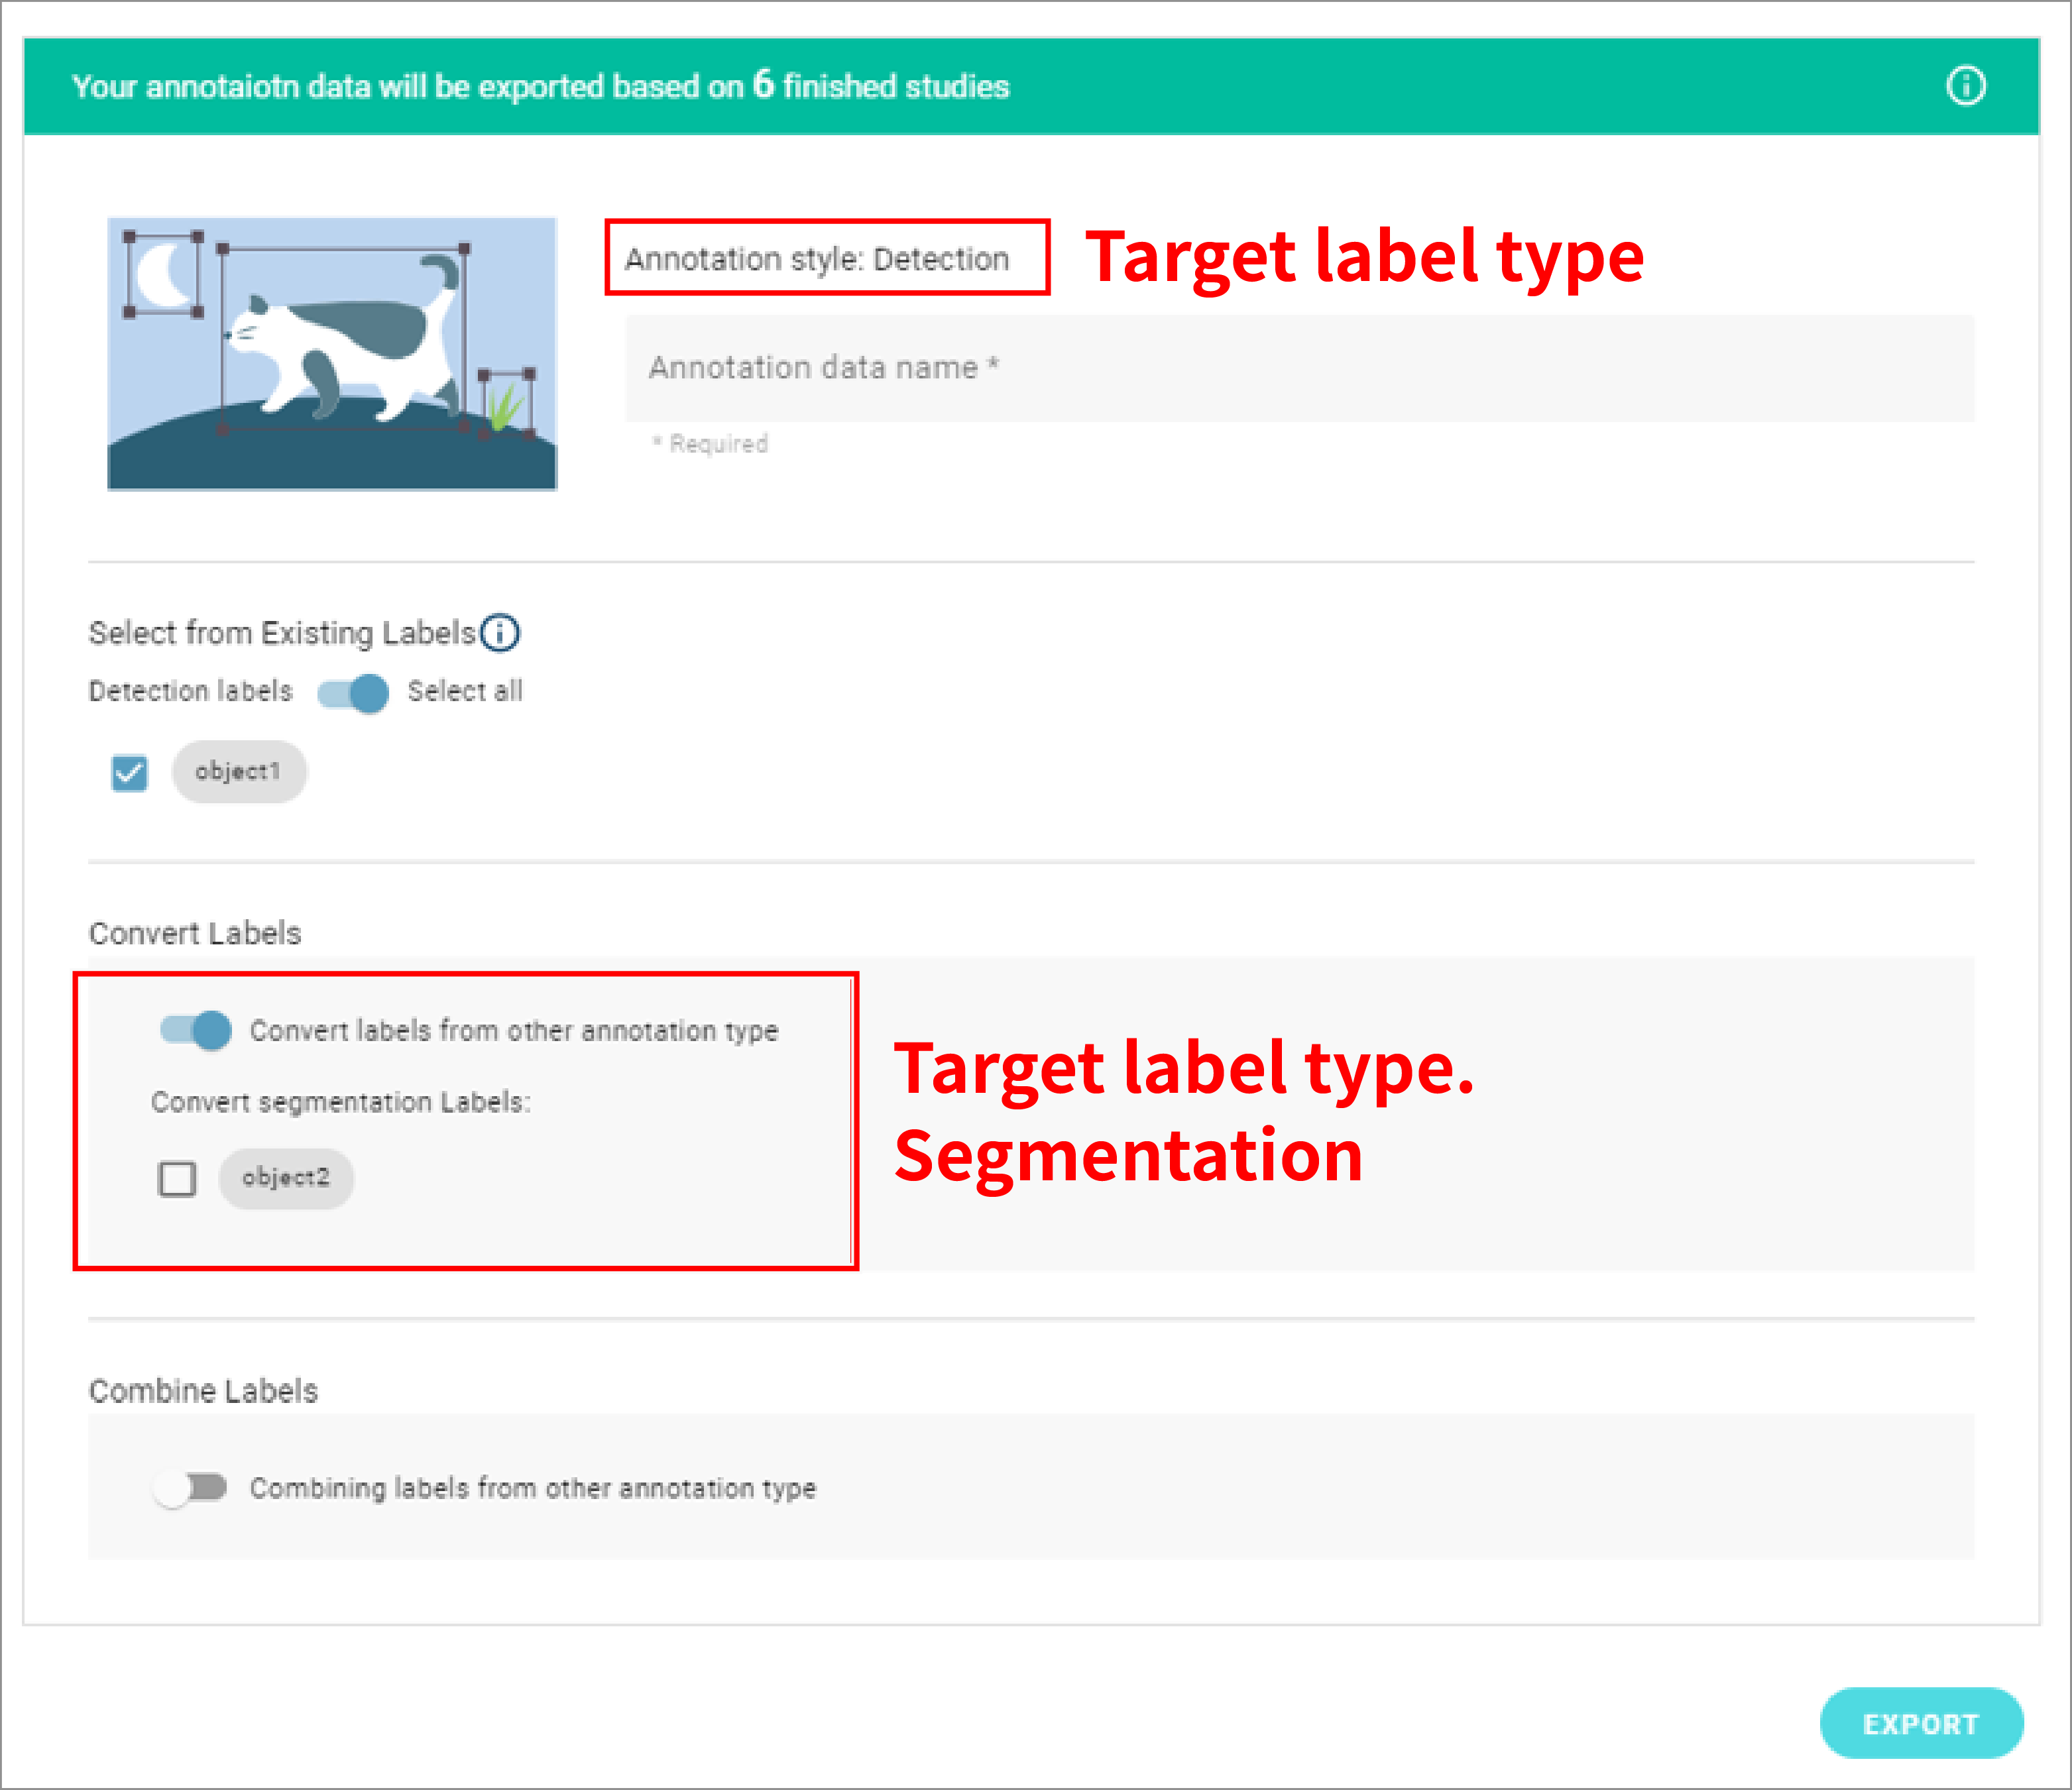 Your annotaiotn data will be exported based on 6 finished studies
Annotation style: Detection
Target label type
Annotation data name *
* Required
Select from Existing Labels
Detection labels Select all
object1
Convert Labels
Convert labels from other annotation type
Convert segmentation Labels:
object2
Target label type.
Segmentation
Combine Labels
Combining labels from other annotation type
EXPORT